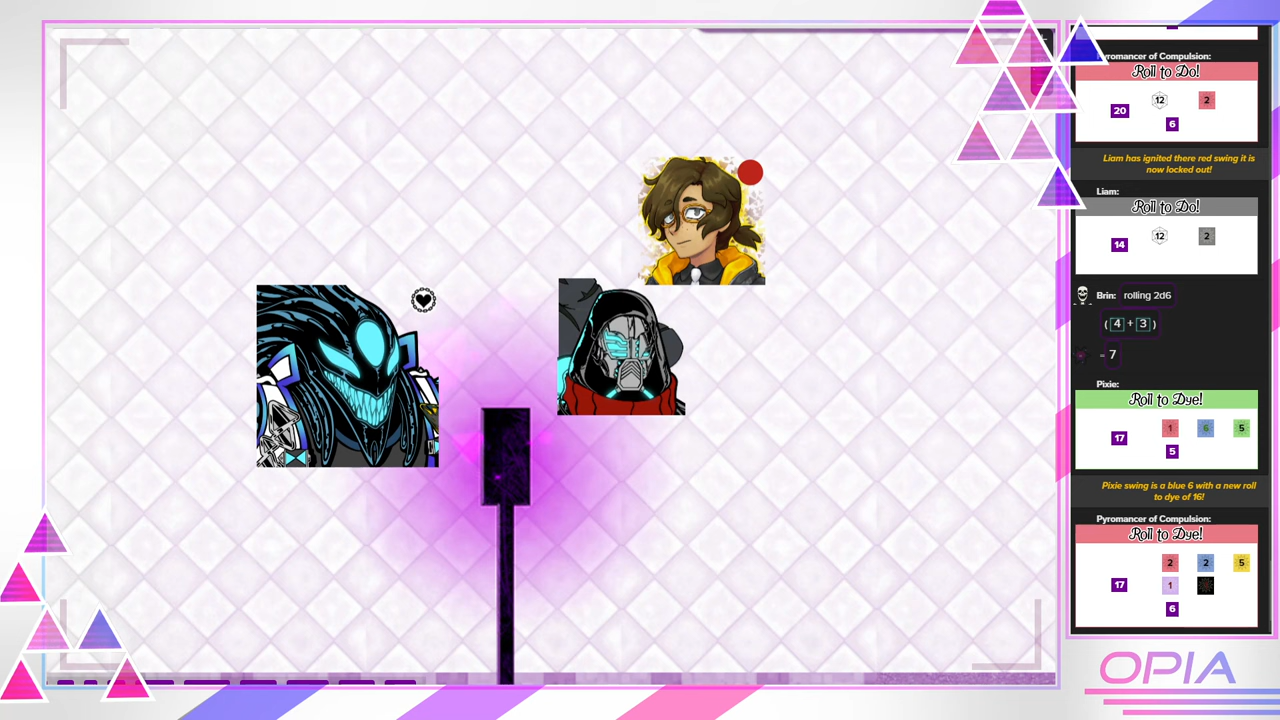 Pyromancer of Compulsion:
Roll to Do!
20 12 2
6
Liam has ignited there red swing it is
now locked out!
Liam:
Roll to Do!
14 12 2
Brin: rolling 2d6
(4 + 3)
= 7
Pixie:
Roll to Dye!
17 1 6 5
5
Pixie swing is a blue 6 with a new roll
to dye of 16!
Pyromancer of Compulsion:
Roll to Dye!
2 2 5
17 1
6
OPIA